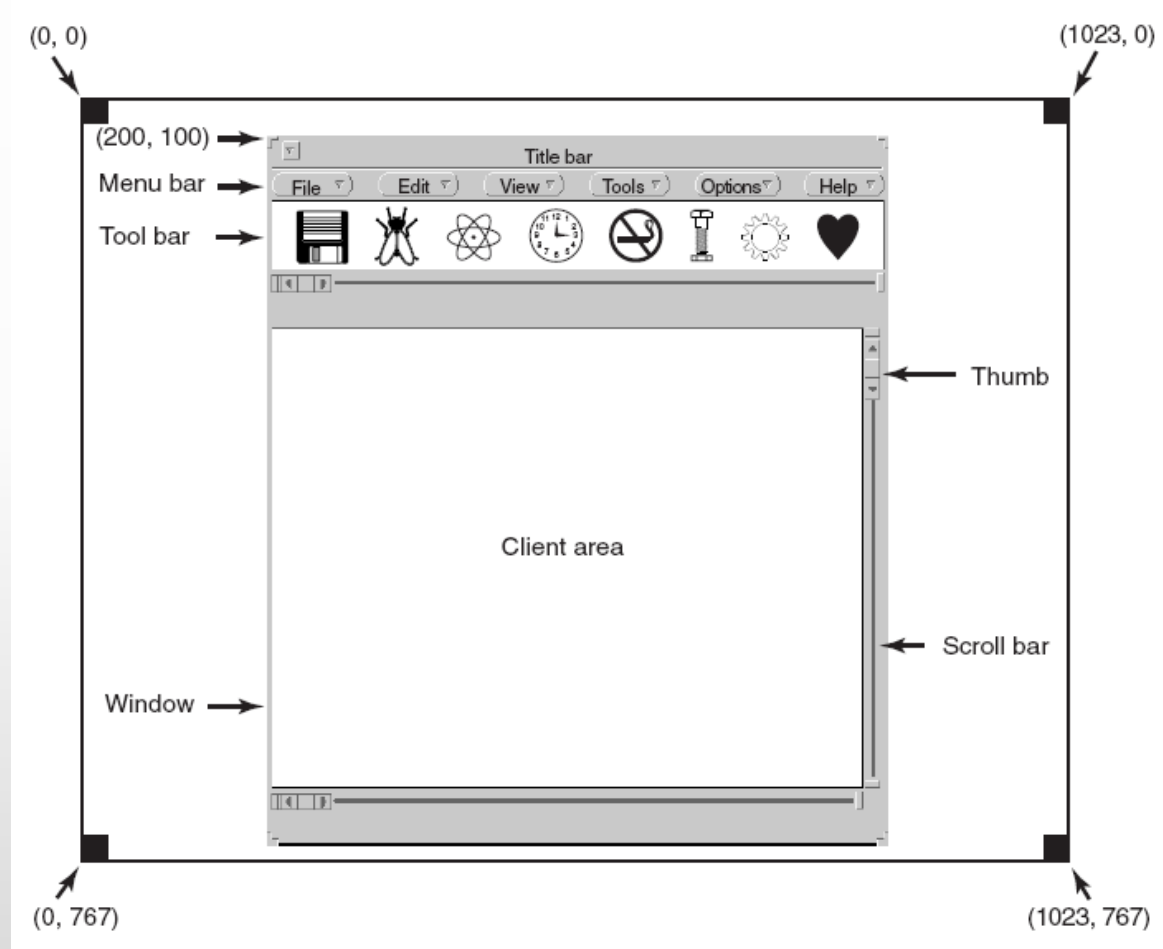 (0, 0)
(1023, 0)
(200, 100)
Title bar
Menu bar
File Edit View Tools Options Help
Tool bar
Thumb
Client area
Scroll bar
Window
(0, 767)
(1023, 767)